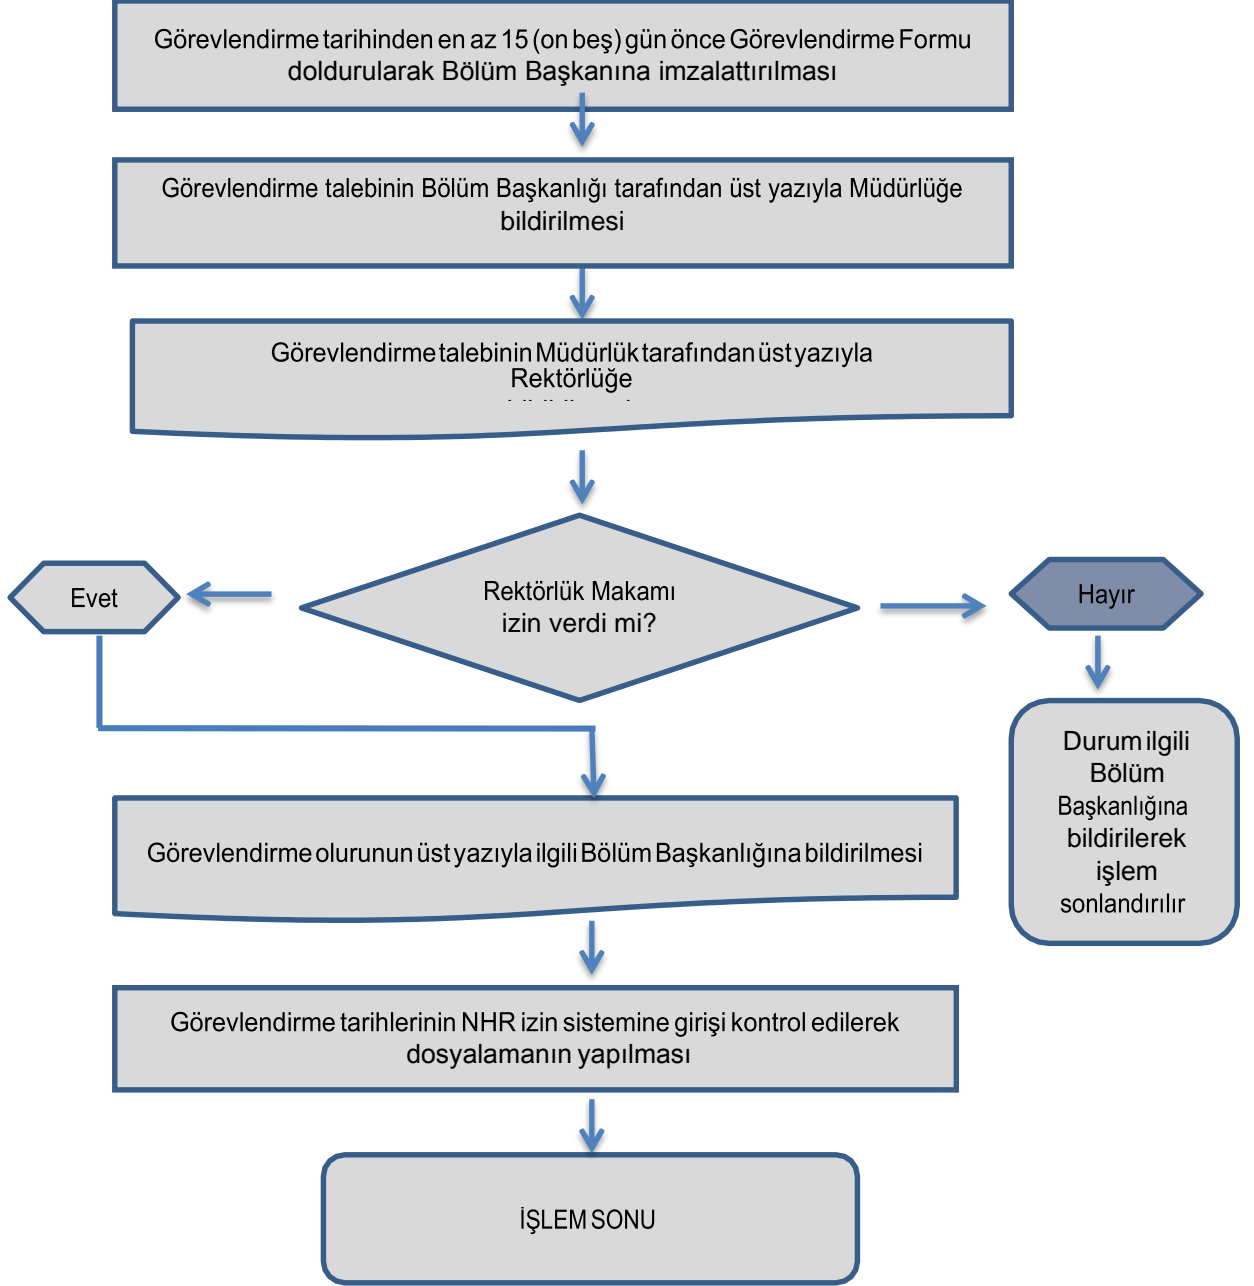 Görevlendirme tarihinden en az 15 (on beş) gün önce Görevlendirme Formu
doldurularak Bölüm Başkanına imzalattırılması
Görevlendirme talebinin Bölüm Başkanlığı tarafından üst yazıyla Müdürlüğe
bildirilmesi
Görevlendirme talebinin Müdürlük tarafından üst yazıyla
Rektörlüğe
Rektörlük Makamı
izin verdi mi?
Evet
Hayır
Durum ilgili
Bölüm
Başkanlığına
bildirilerek
işlem
sonlandırılır
Görevlendirme olurunun üst yazıyla ilgili Bölüm Başkanlığına bildirilmesi
Görevlendirme tarihlerinin NHR izin sistemine girişi kontrol edilerek
dosyalamanın yapılması
İŞLEM SONU